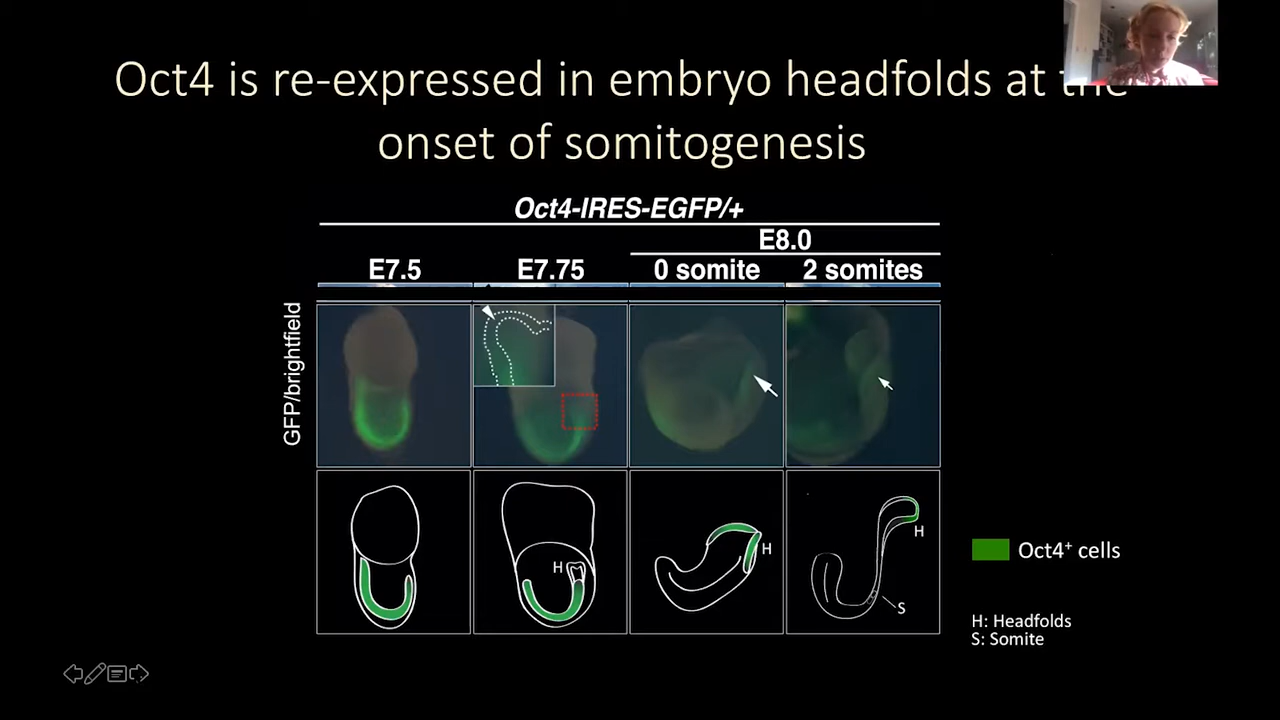 Oct4 is re-expressed in embryo headfolds at the
onset of somitogenesis
Oct4-IRES-EGFP/+
E8.0
E7.5 E7.75 0 somite 2 somites
GFP/brightfield
H
H
H
S
Oct4⁺ cells
H: Headfolds
S: Somite